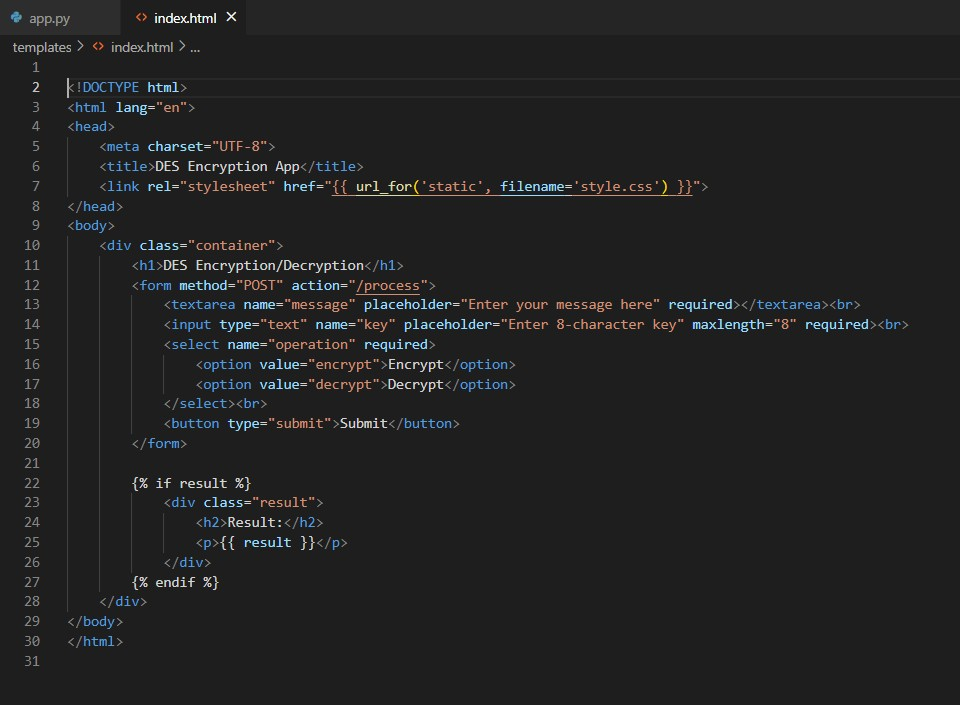 app.py
index.html
templates > index.html > ...
1
2 <!DOCTYPE html>
3 <html lang="en">
4 <head>
5     <meta charset="UTF-8">
6     <title>DES Encryption App</title>
7     <link rel="stylesheet" href="{{ url_for('static', filename='style.css') }}">
8 </head>
9 <body>
10     <div class="container">
11         <h1>DES Encryption/Decryption</h1>
12         <form method="POST" action="/process">
13             <textarea name="message" placeholder="Enter your message here" required></textarea><br>
14             <input type="text" name="key" placeholder="Enter 8-character key" maxlength="8" required><br>
15             <select name="operation" required>
16                 <option value="encrypt">Encrypt</option>
17                 <option value="decrypt">Decrypt</option>
18             </select><br>
19             <button type="submit">Submit</button>
20         </form>
21
22         {% if result %}
23             <div class="result">
24                 <h2>Result:</h2>
25                 <p>{{ result }}</p>
26             </div>
27         {% endif %}
28     </div>
29 </body>
30 </html>
31